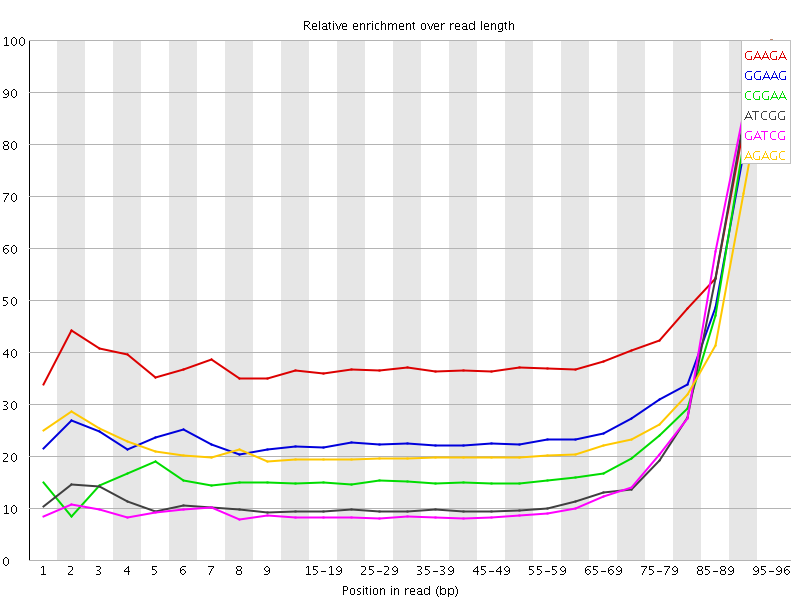 Relative enrichment over read length
100
90
80
70
60
50
40
30
20
10
0
GAAGA
GGAAG
CGGAA
ATCGG
GATCG
AGAGC
1 2 3 4 5 6 7 8 9 15-19 25-29 35-39 45-49 55-59 65-69 75-79 85-89 95-96
Position in read (bp)